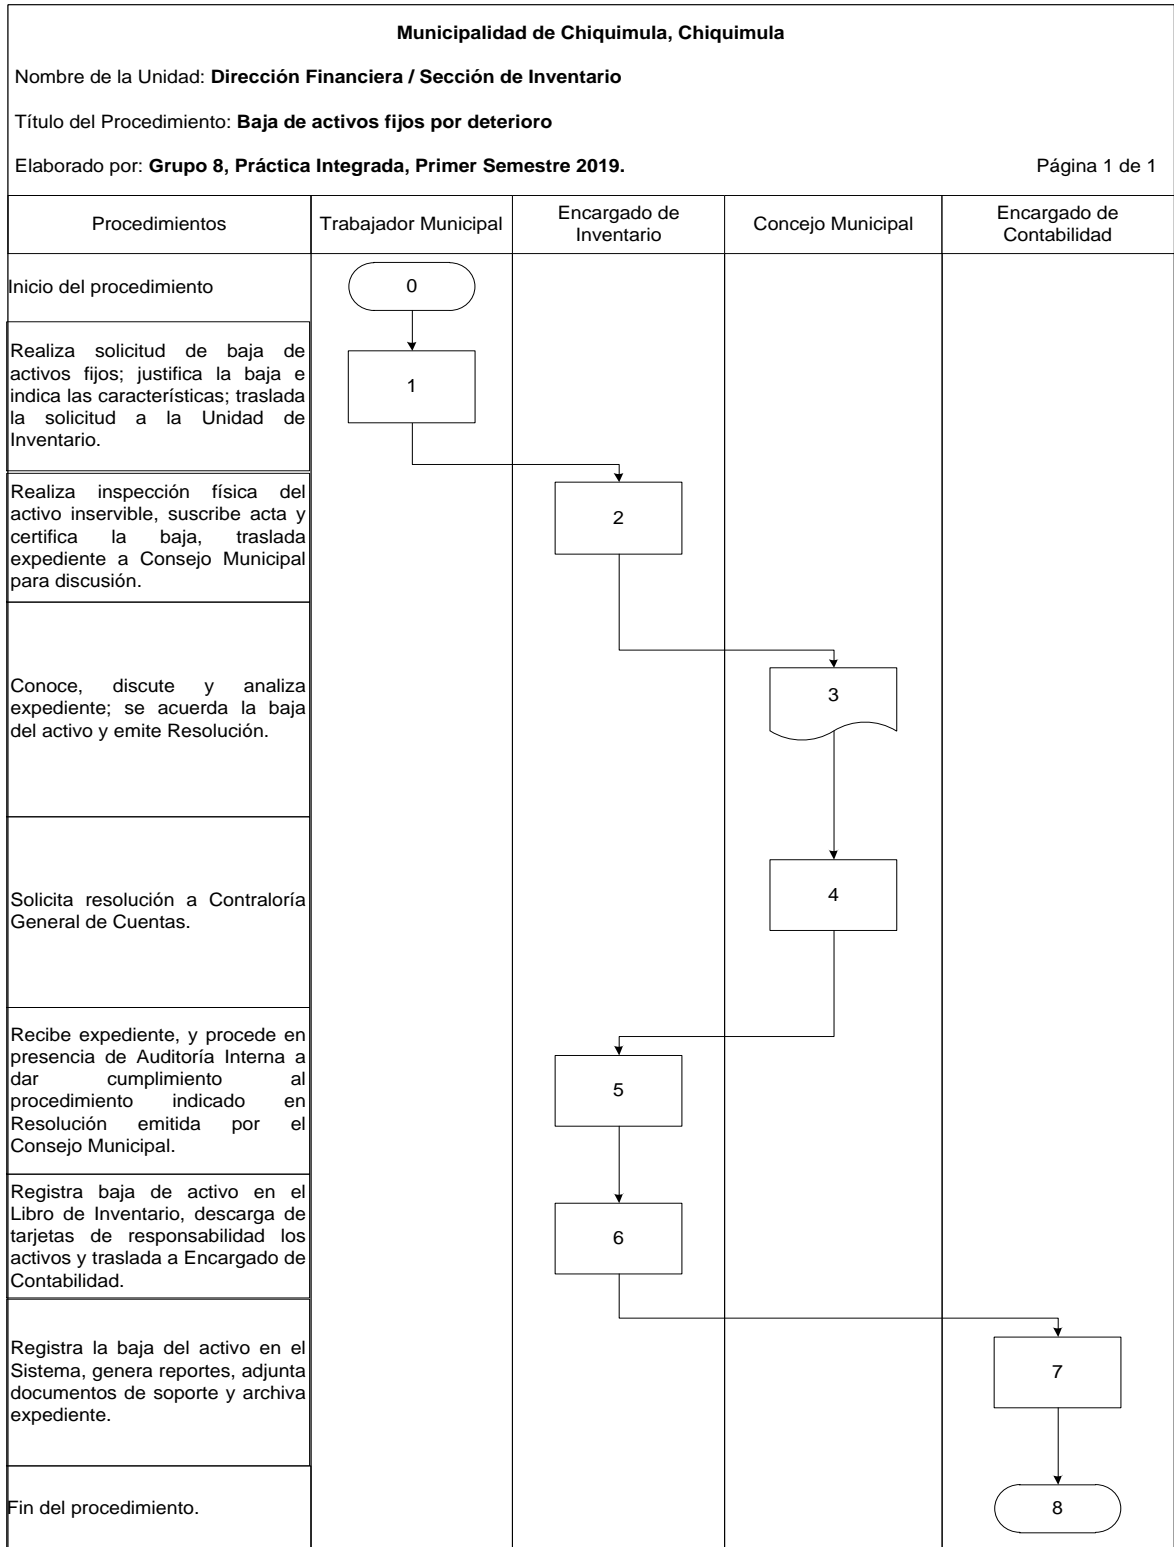 Municipalidad de Chiquimula, Chiquimula
Nombre de la Unidad: Dirección Financiera / Sección de Inventario
Título del Procedimiento: Baja de activos fijos por deterioro
Elaborado por: Grupo 8, Práctica Integrada, Primer Semestre 2019.
Página 1 de 1
Procedimientos
Trabajador Municipal
Encargado de
Inventario
Concejo Municipal
Encargado de
Contabilidad
Inicio del procedimiento
0
Realiza solicitud de baja de
activos fijos; justifica la baja e
indica las características; traslada
la solicitud a la Unidad de
Inventario.
1
Realiza inspección física del
activo inservible, suscribe acta y
certifica la baja, traslada
expediente a Consejo Municipal
para discusión.
2
Conoce, discute y analiza
expediente; se acuerda la baja
del activo y emite Resolución.
3
Solicita resolución a Contraloría
General de Cuentas.
4
Recibe expediente, y procede en
presencia de Auditoría Interna a
dar cumplimiento al
procedimiento indicado en
Resolución emitida por el
Consejo Municipal.
5
Registra baja de activo en el
Libro de Inventario, descarga de
tarjetas de responsabilidad los
activos y traslada a Encargado de
Contabilidad.
6
Registra la baja del activo en el
Sistema, genera reportes, adjunta
documentos de soporte y archiva
expediente.
7
Fin del procedimiento.
8